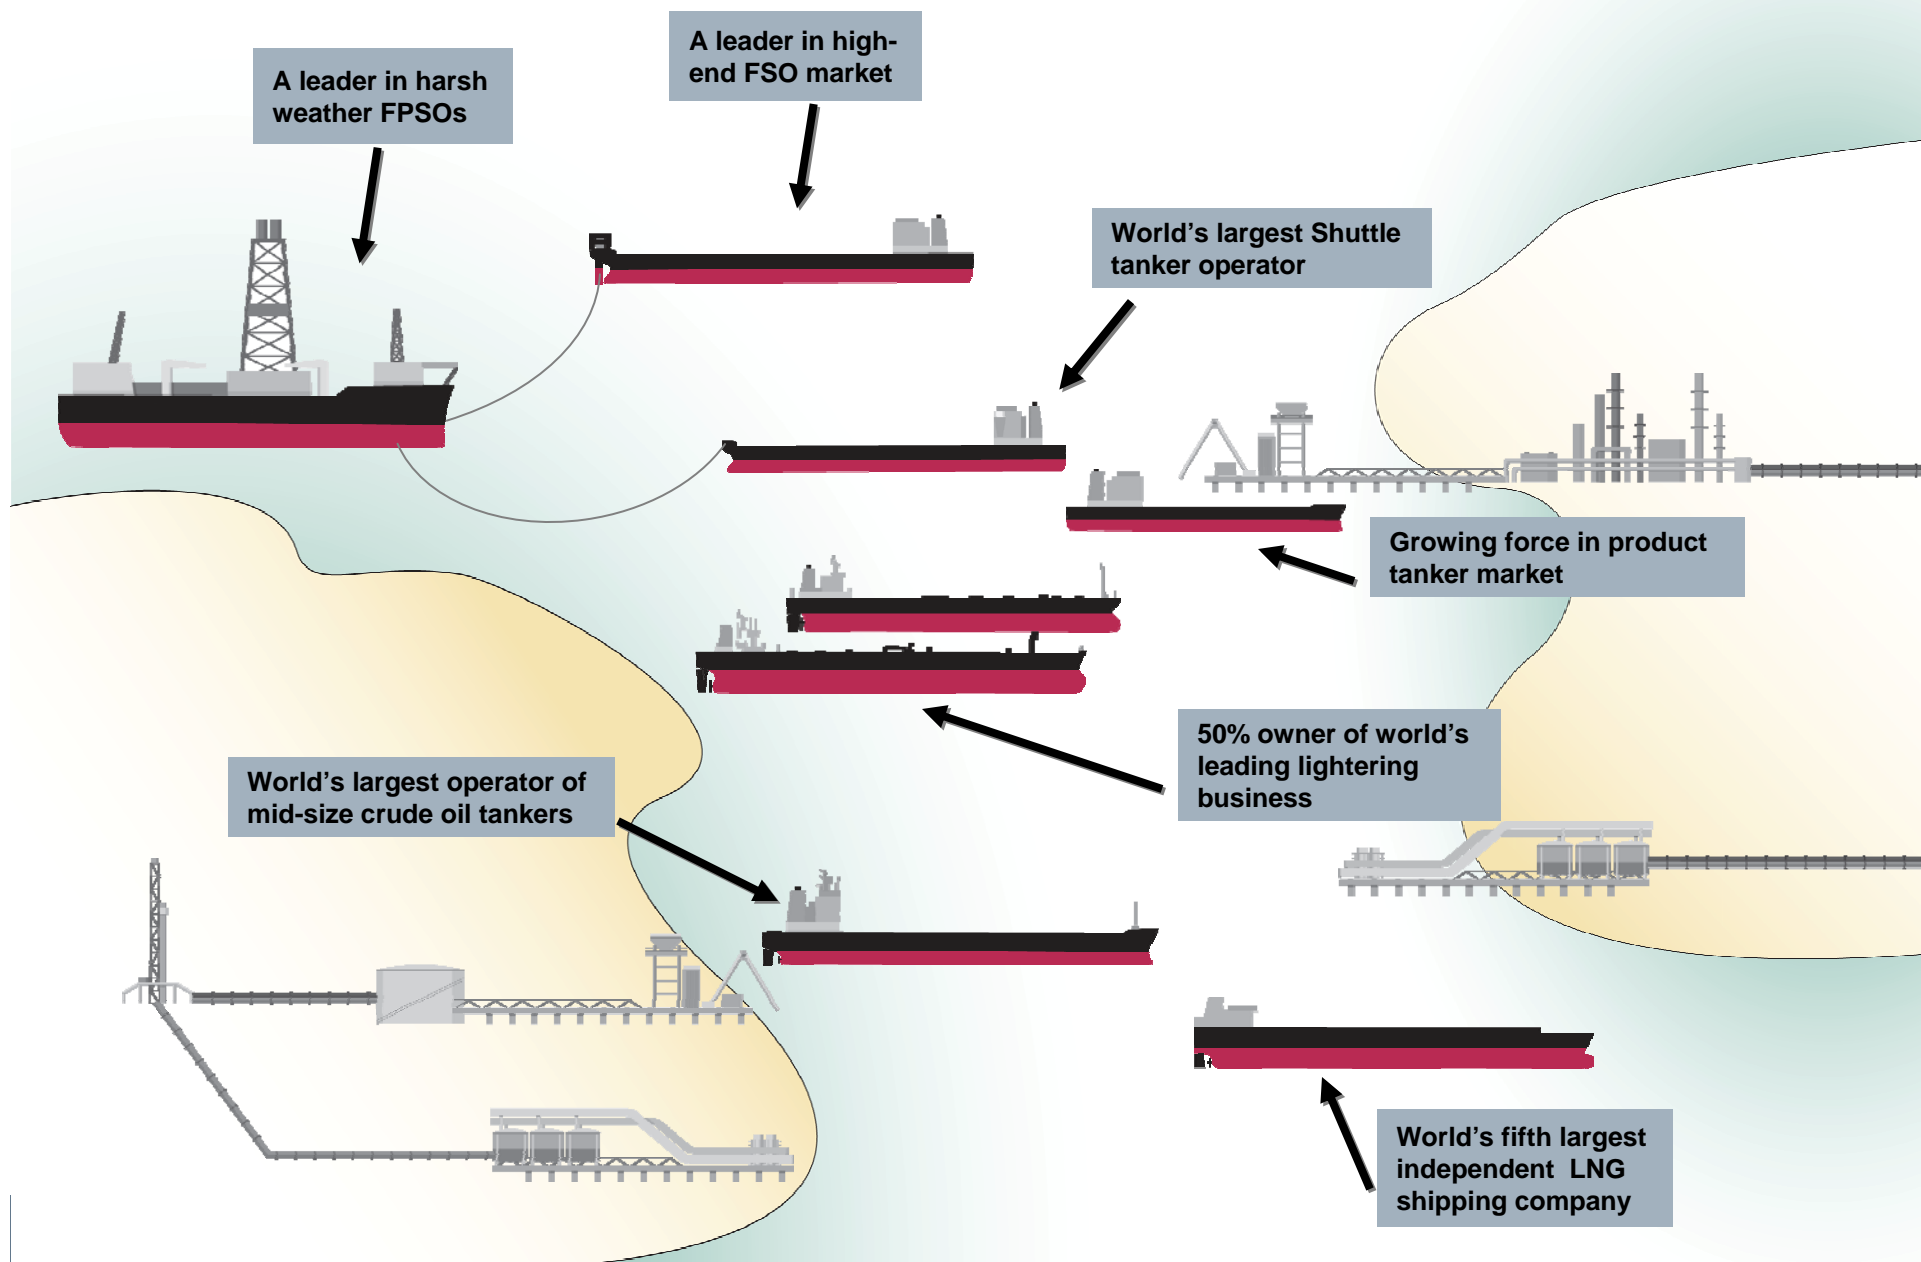 A leader in high-
end FSO market
A leader in harsh
weather FPSOs
World’s largest Shuttle
tanker operator
Growing force in product
tanker market
50% owner of world’s
leading lightering
business
World’s largest operator of
mid-size crude oil tankers
World’s fifth largest
independent  LNG
shipping company